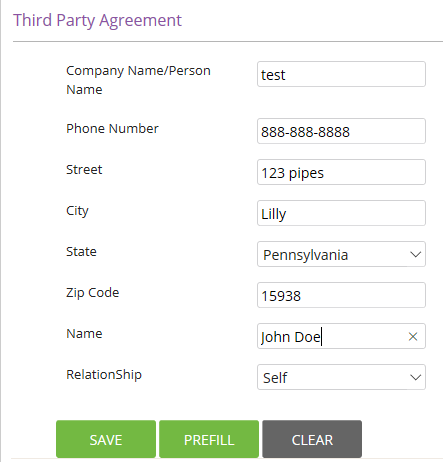 Third Party Agreement
Company Name/Person
Name
test
Phone Number
888-888-8888
Street
123 pipes
City
Lilly
State
Pennsylvania
Zip Code
15938
Name
John Doe
RelationShip
Self
SAVE
PREFILL
CLEAR